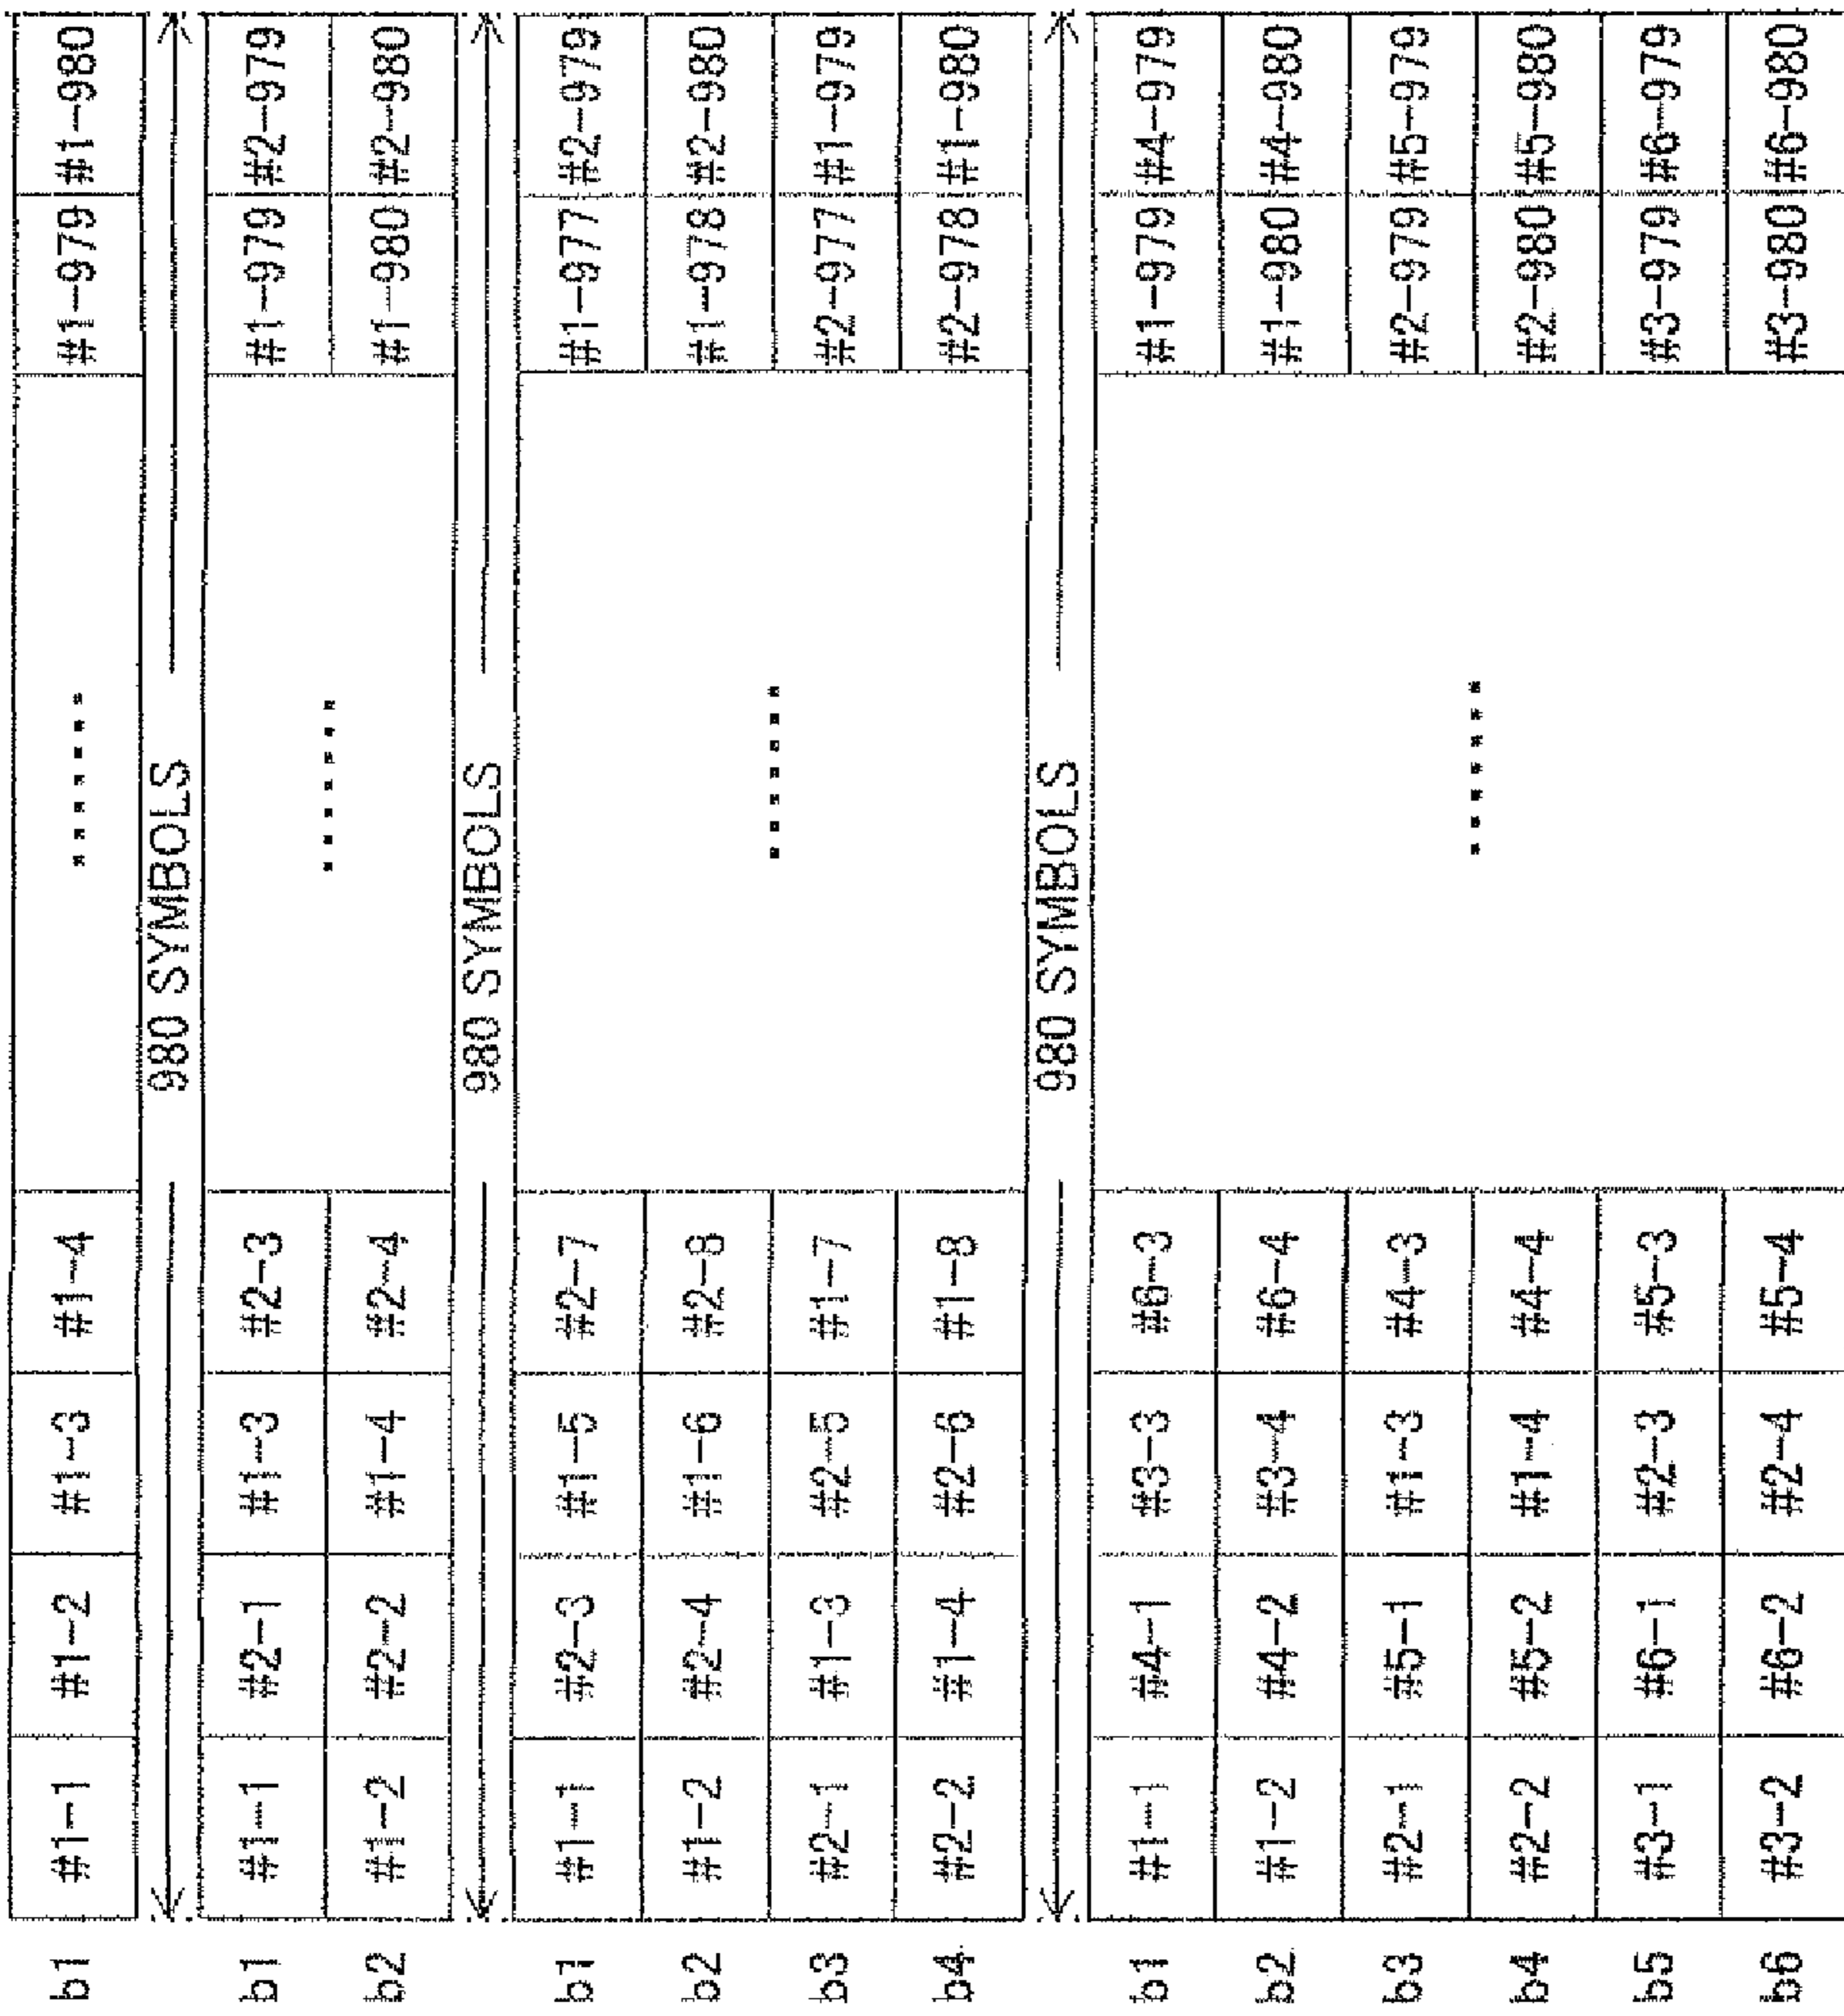 b1 #1-1 #1-2 #1-3 #1-4 ....... #1-979 #1-980
980 SYMBOLS
b1 #1-1 #2-1 #1-3 #2-3 ....... #1-979 #2-979
b2 #1-2 #2-2 #1-4 #2-4 #1-980 #2-980
980 SYMBOLS
b1 #1-1 #2-3 #1-5 #2-7 ....... #1-977 #2-979
b2 #1-2 #2-4 #1-6 #2-8 #1-978 #2-980
b3 #2-1 #1-3 #2-5 #1-7 #2-977 #1-979
b4 #2-2 #1-4 #2-6 #1-8 #2-978 #1-980
980 SYMBOLS
b1 #1-1 #4-1 #3-3 #6-3 ....... #1-979 #4-979
b2 #1-2 #4-2 #3-4 #6-4 #1-980 #4-980
b3 #2-1 #5-1 #1-3 #4-3 #2-979 #5-979
b4 #2-2 #5-2 #1-4 #4-4 #2-980 #5-980
b5 #3-1 #6-1 #2-3 #5-3 #3-979 #6-979
b6 #3-2 #6-2 #2-4 #5-4 #3-980 #6-980